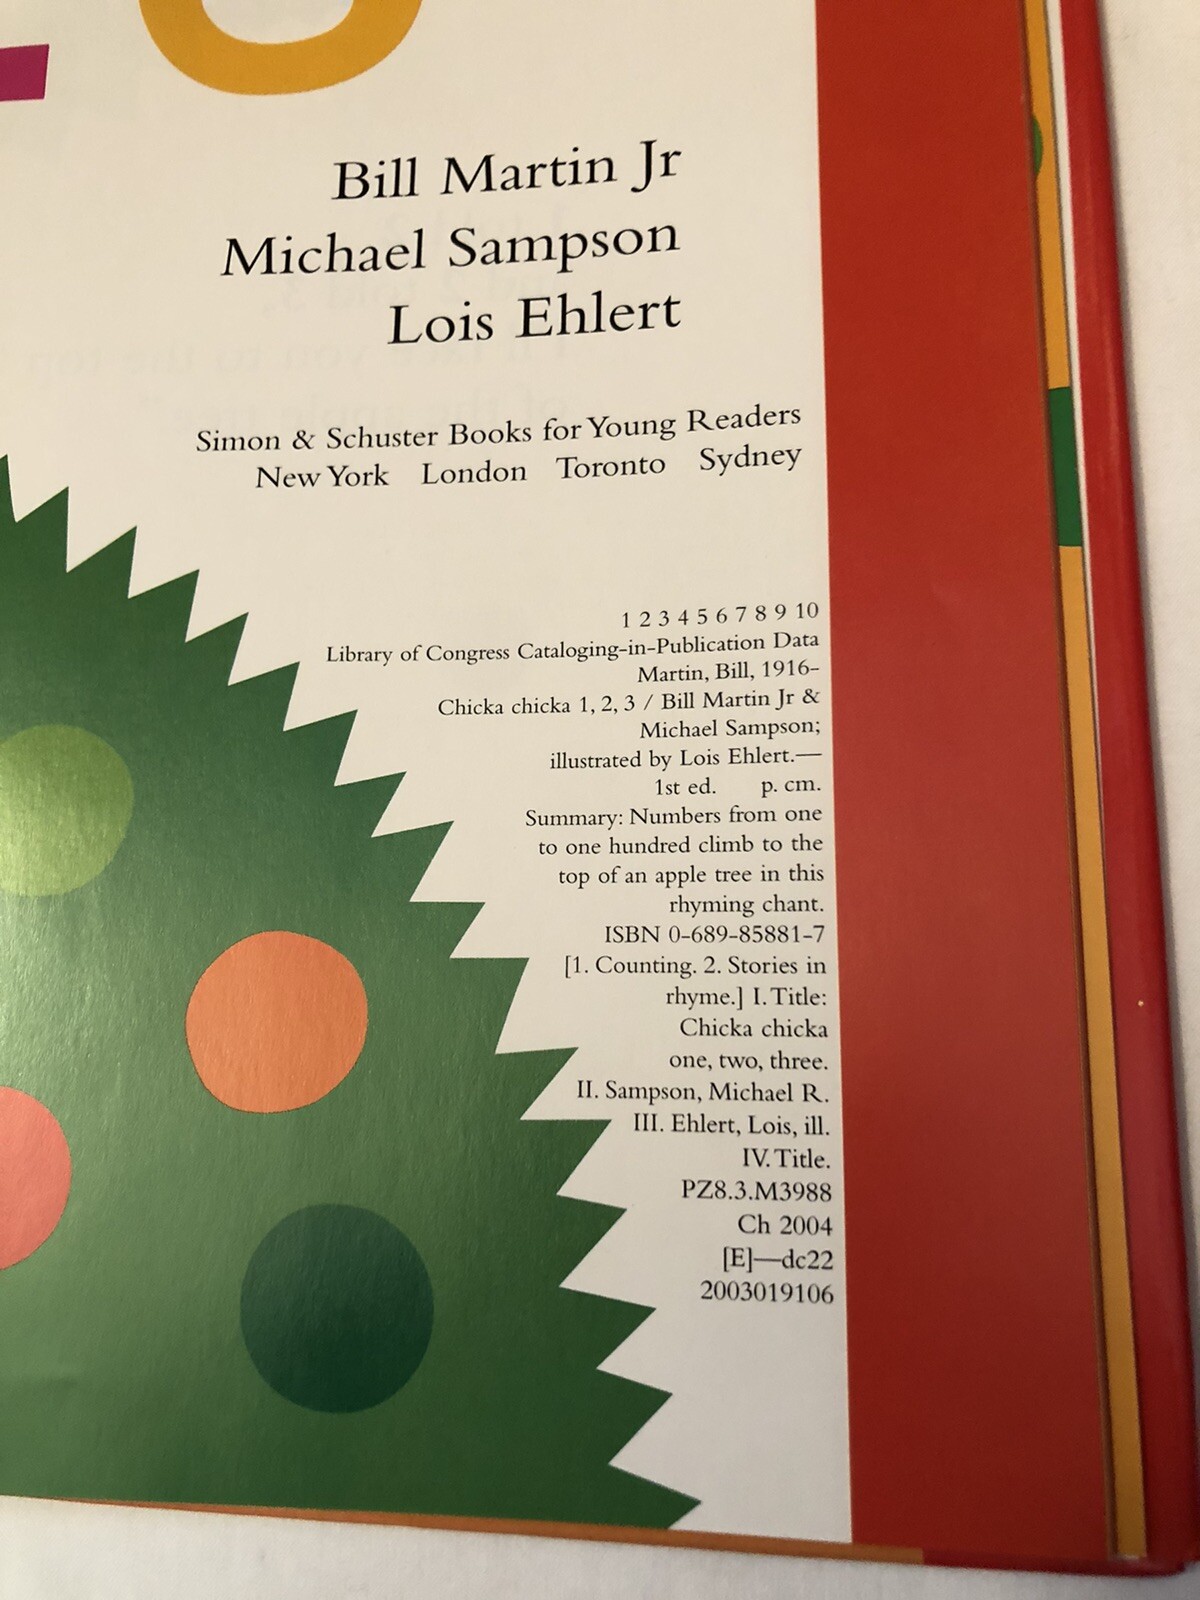 Bill Martin Jr
Michael Sampson
Lois Ehlert
Simon & Schuster Books for Young Readers
New York London Toronto Sydney
1 2 3 4 5 6 7 8 9 10
Library of Congress Cataloging-in-Publication Data
Martin, Bill, 1916–
Chicka chicka 1, 2, 3 / Bill Martin Jr &
Michael Sampson;
illustrated by Lois Ehlert.—
1st ed. p. cm.
Summary: Numbers from one
to one hundred climb to the
top of an apple tree in this
rhyming chant.
ISBN 0-689-85881-7
[1. Counting. 2. Stories in
rhyme.] I. Title:
Chicka chicka
one, two, three.
II. Sampson, Michael R.
III. Ehlert, Lois, ill.
IV. Title.
PZ8.3.M3988
Ch 2004
[E]—dc22
2003019106